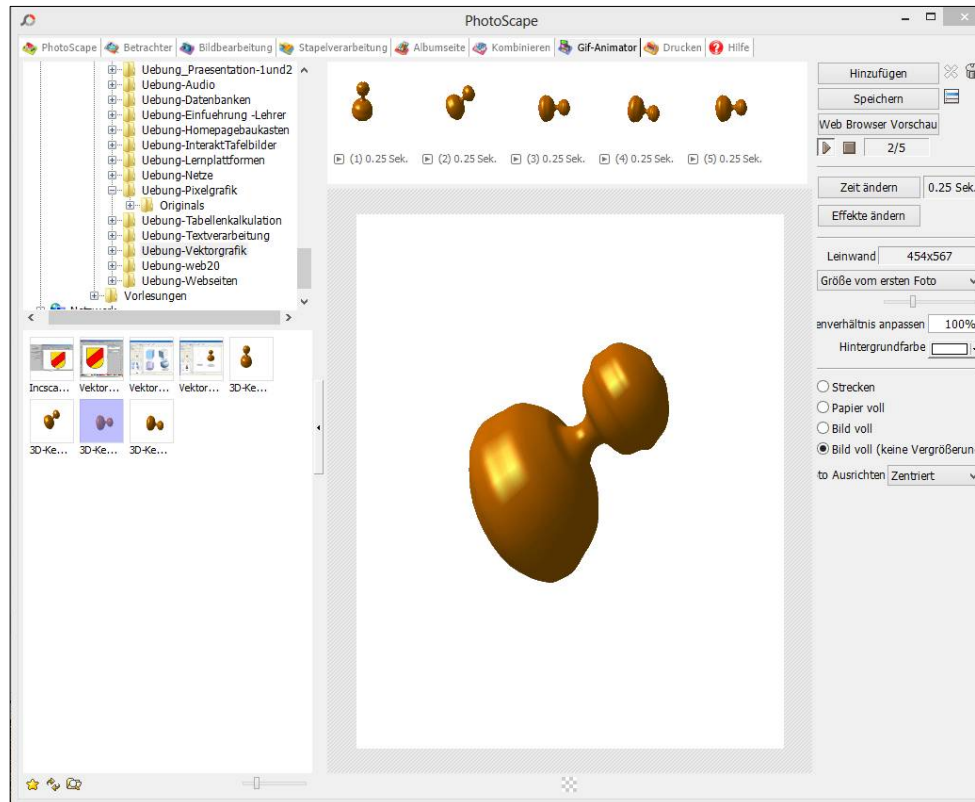 PhotoScape
PhotoScape Betrachter Bildbearbeitung Stapelverarbeitung Albumseite Kombinieren Gif-Animator Drucken Hilfe
Uebung_Praesentation-1und2
Uebung-Audio
Uebung-Datenbanken
Uebung-Einfuehrung -Lehrer
Uebung-Homepagebaukasten
Uebung-InteraktTafelbilder
Uebung-Lernplattformen
Uebung-Netze
Uebung-Pixelgrafik
Originals
Uebung-Tabellenkalkulation
Uebung-Textverarbeitung
Uebung-Vektorgrafik
Uebung-web20
Uebung-Webseiten
Vorlesungen
Incsca... Vektor... Vektor... Vektor... 3D-Ke...
3D-Ke... 3D-Ke... 3D-Ke...
(1) 0.25 Sek. (2) 0.25 Sek. (3) 0.25 Sek. (4) 0.25 Sek. (5) 0.25 Sek.
Hinzufügen
Speichern
Web Browser Vorschau
2/5
Zeit ändern 0.25 Sek.
Effekte ändern
Leinwand 454x567
Größe vom ersten Foto
enverhältnis anpassen 100%
Hintergrundfarbe
Strecken
Papier voll
Bild voll
Bild voll (keine Vergrößerun
to Ausrichten Zentriert